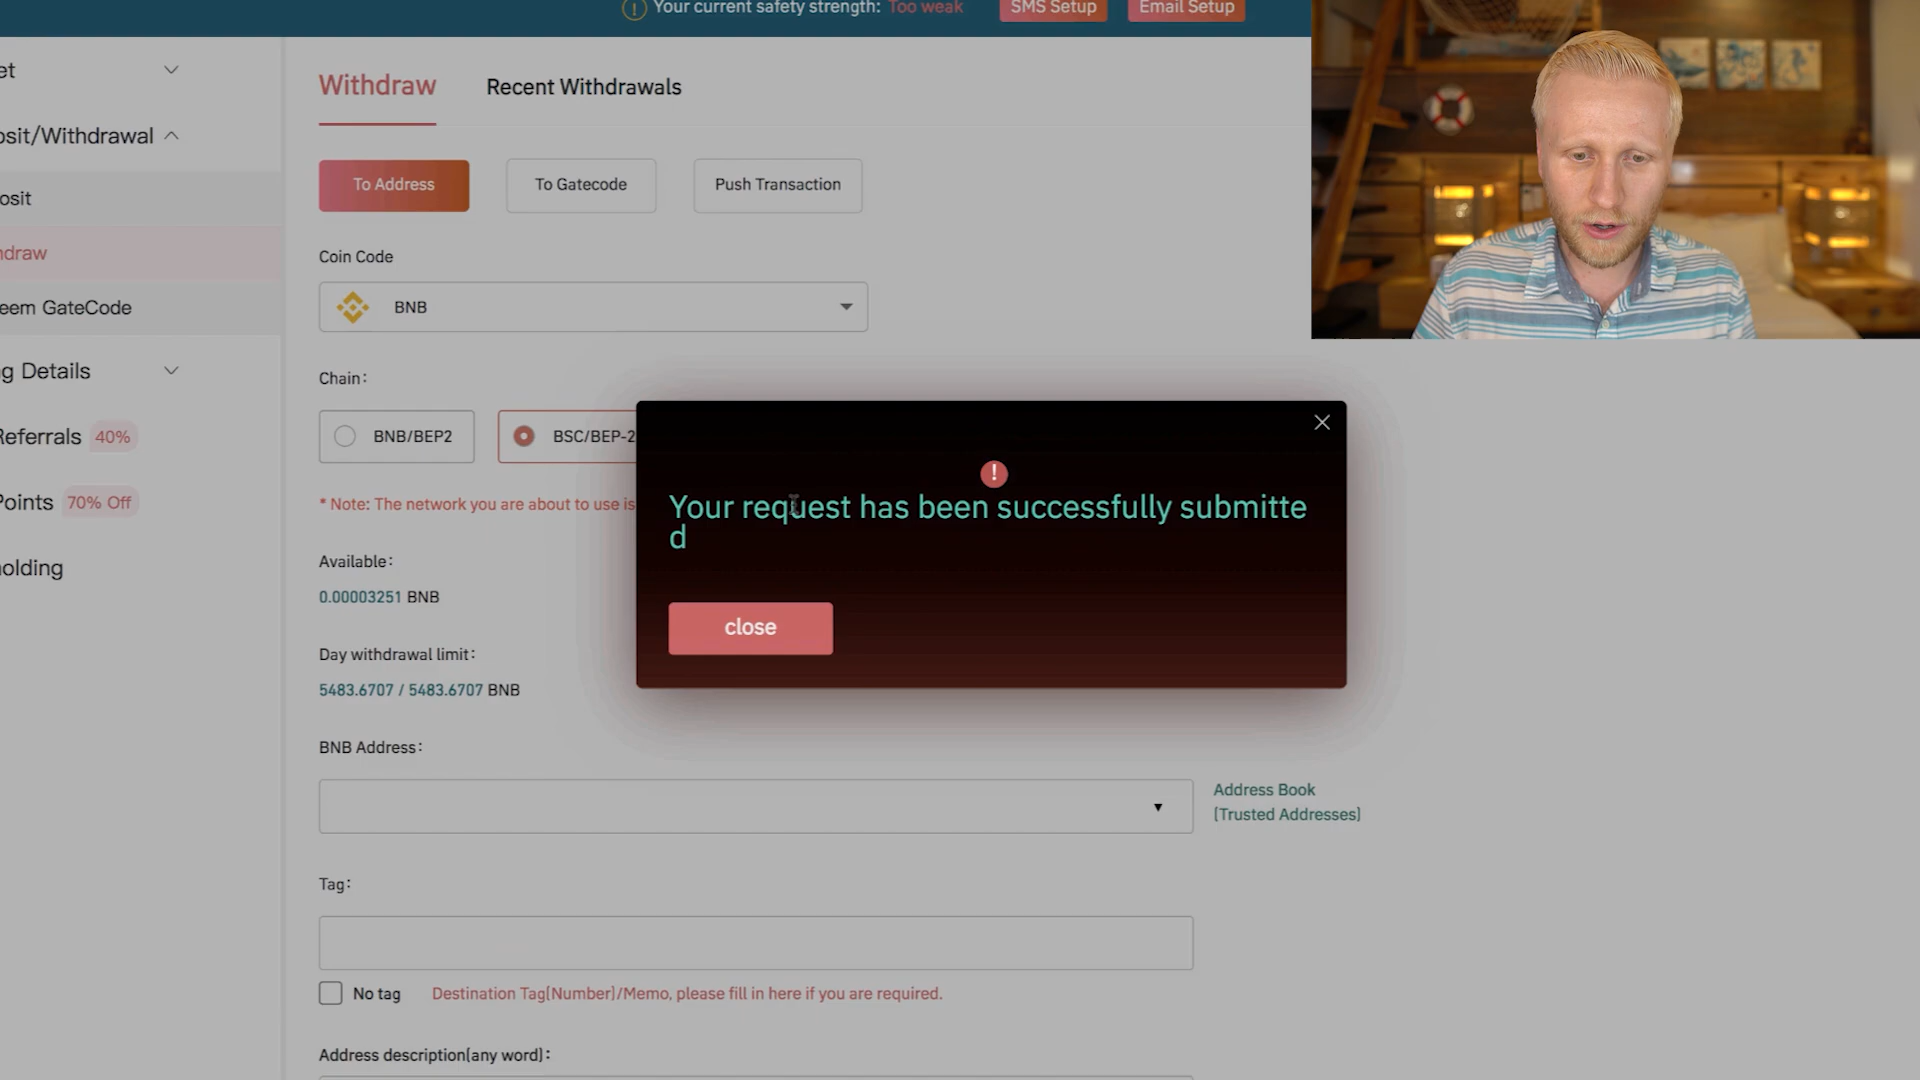 Your current safety strength: Too weak SMS Setup Email Setup
et
Withdraw Recent Withdrawals
osit/Withdrawal
To Address To Gatecode Push Transaction
osit
hdraw
Coin Code
eem GateCode
BNB
g Details
Chain:
Referrals 40%
BNB/BEP2 BSC/BEP-2
Points 70% Off
* Note: The network you are about to use is
Your request has been successfully submitte
d
olding
Available:
0.00003251 BNB
close
Day withdrawal limit:
5483.6707 / 5483.6707 BNB
BNB Address:
Address Book
(Trusted Addresses)
Tag:
No tag Destination Tag(Number)/Memo, please fill in here if you are required.
Address description(any word):